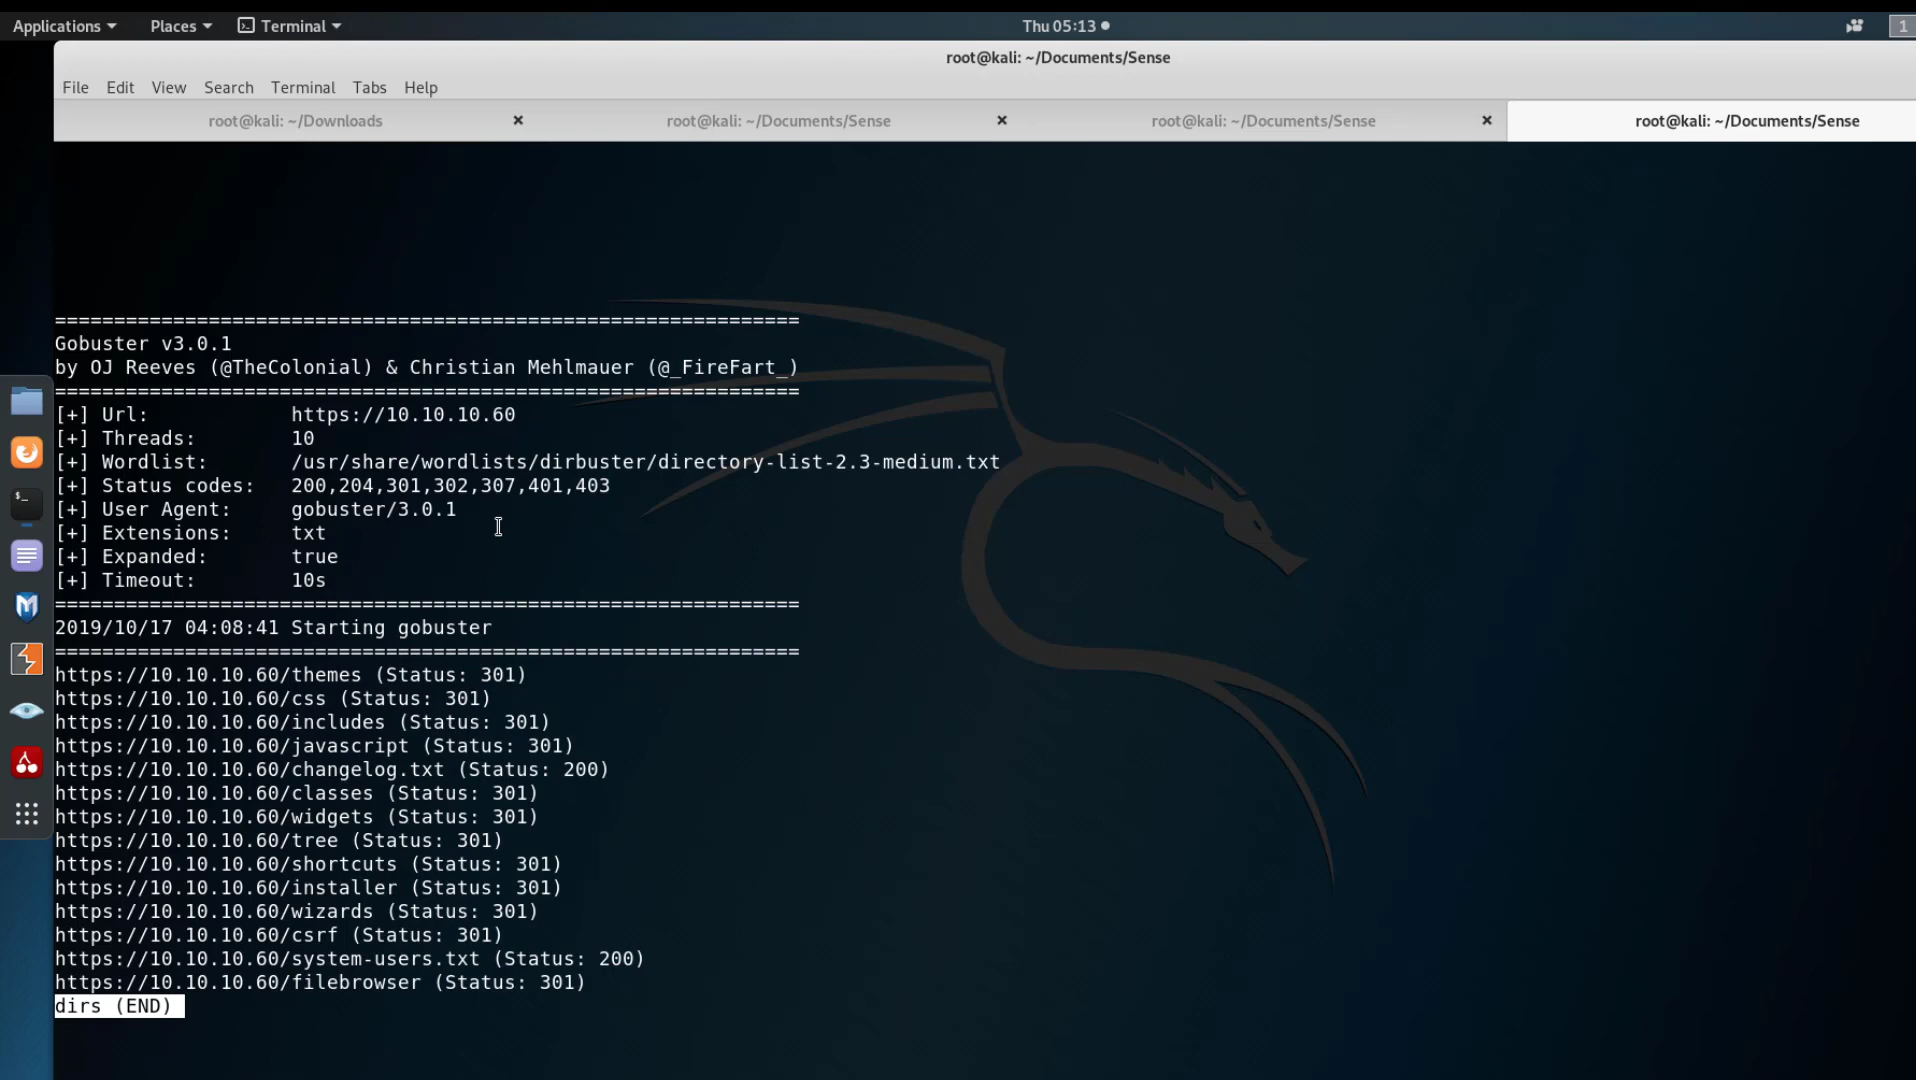 Applications Places Terminal Thu 05:13 1
root@kali: ~/Documents/Sense
File Edit View Search Terminal Tabs Help
root@kali: ~/Downloads × root@kali: ~/Documents/Sense × root@kali: ~/Documents/Sense × root@kali: ~/Documents/Sense
===============================================================
Gobuster v3.0.1
by OJ Reeves (@TheColonial) & Christian Mehlmauer (@_FireFart_)
===============================================================
[+] Url:            https://10.10.10.60
[+] Threads:        10
[+] Wordlist:       /usr/share/wordlists/dirbuster/directory-list-2.3-medium.txt
[+] Status codes:   200,204,301,302,307,401,403
[+] User Agent:     gobuster/3.0.1
[+] Extensions:     txt
[+] Expanded:       true
[+] Timeout:        10s
===============================================================
2019/10/17 04:08:41 Starting gobuster
===============================================================
https://10.10.10.60/themes (Status: 301)
https://10.10.10.60/css (Status: 301)
https://10.10.10.60/includes (Status: 301)
https://10.10.10.60/javascript (Status: 301)
https://10.10.10.60/changelog.txt (Status: 200)
https://10.10.10.60/classes (Status: 301)
https://10.10.10.60/widgets (Status: 301)
https://10.10.10.60/tree (Status: 301)
https://10.10.10.60/shortcuts (Status: 301)
https://10.10.10.60/installer (Status: 301)
https://10.10.10.60/wizards (Status: 301)
https://10.10.10.60/csrf (Status: 301)
https://10.10.10.60/system-users.txt (Status: 200)
https://10.10.10.60/filebrowser (Status: 301)
dirs (END)